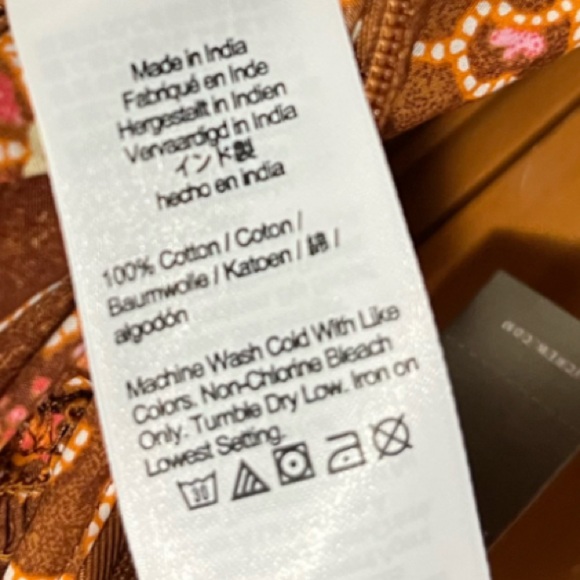 Made in India
Fabriqué en Inde
Hergestellt in Indien
Vervaardigd in India
インド製
hecho en india
100% Cotton / Coton /
Baumwolle / Katoen / 綿 /
algodón
Machine Wash Cold With Like
Colors. Non-Chlorine Bleach
Only. Tumble Dry Low. Iron on
Lowest Setting.
30
JCREW.COM